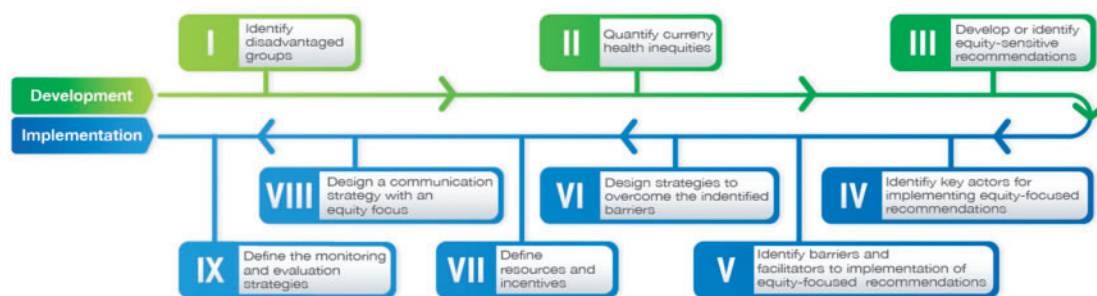 I
Identify
disadvantaged
groups
II
Quantify curreny
health inequities
III
Develop or identify
equity-sensitive
recommendations
Development
Implementation
IV
Identify key actors for
implementing equity-focused
recommendations
V
Identify barriers and
facilitators to implementation of
equity-focused recommendations
VI
Design strategies to
overcome the indentified
barriers
VII
Define
resources and
incentives
VIII
Design a communication
strategy with an
equity focus
IX
Define the monitoring
and evaluation
strategies